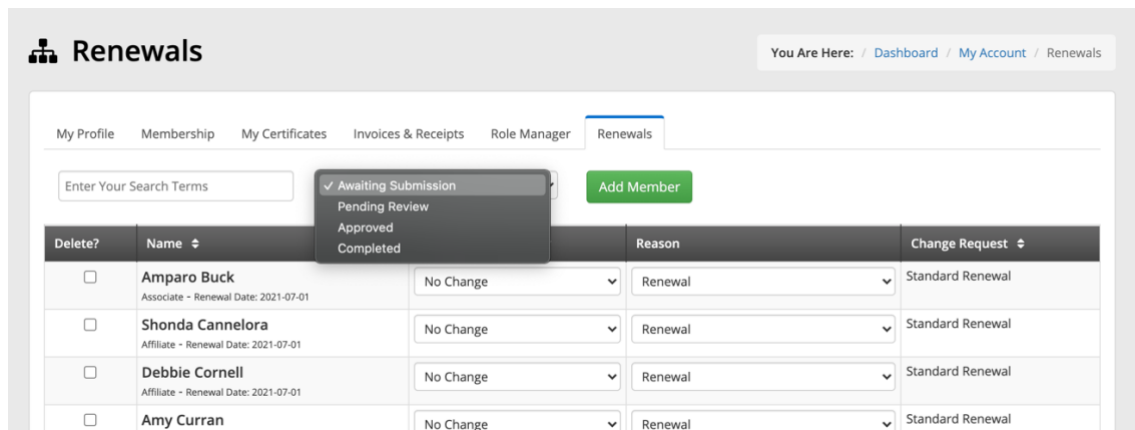 Renewals
You Are Here: / Dashboard / My Account / Renewals
My Profile Membership My Certificates Invoices & Receipts Role Manager Renewals
Enter Your Search Terms ✓ Awaiting Submission Add Member
Pending Review
Approved
Completed
Delete? Name Reason Change Request
Amparo Buck No Change Renewal Standard Renewal
Associate - Renewal Date: 2021-07-01
Shonda Cannelora No Change Renewal Standard Renewal
Affiliate - Renewal Date: 2021-07-01
Debbie Cornell No Change Renewal Standard Renewal
Affiliate - Renewal Date: 2021-07-01
Amy Curran No Change Renewal Standard Renewal